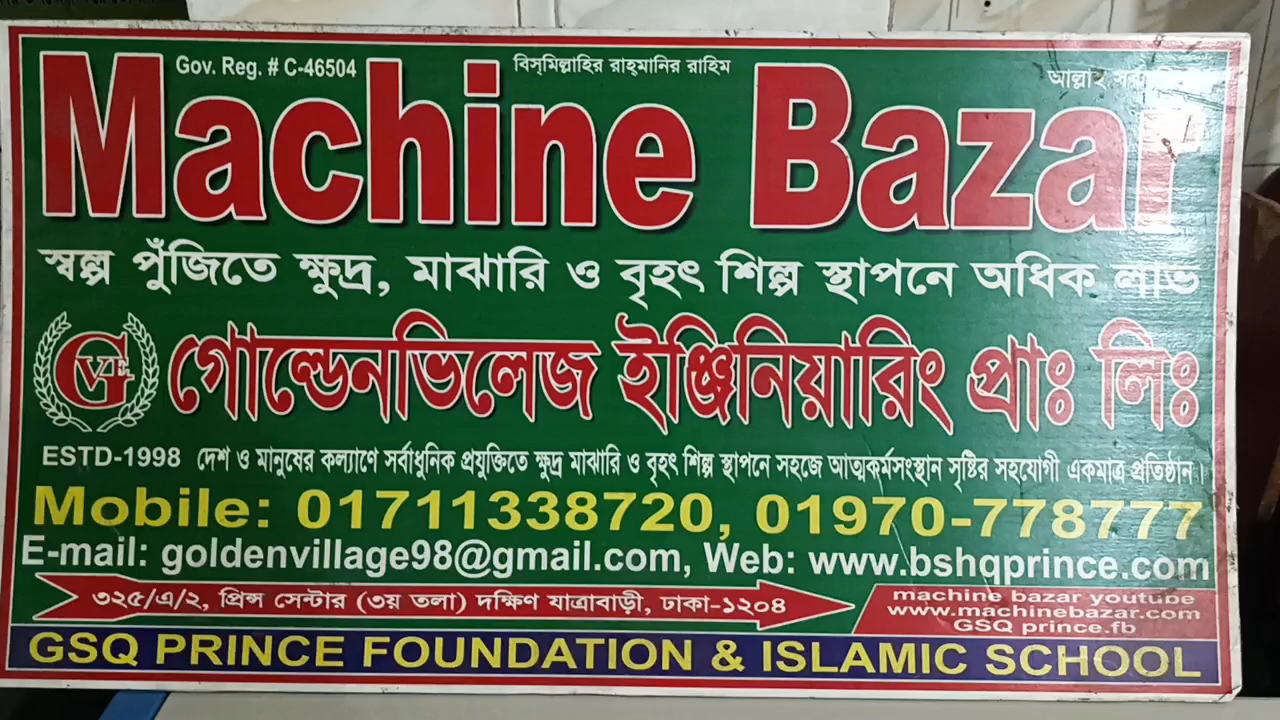 Gov. Reg. # C-46504 বিস্‌মিল্লাহির রাহ্‌মানির রাহিম আল্লাহ
Machine Bazar
স্বল্প পুঁজিতে ক্ষুদ্র, মাঝারি ও বৃহৎ শিল্প স্থাপনে অধিক লাভ
GVE গোল্ডেনভিলেজ ইঞ্জিনিয়ারিং প্রাঃ লিঃ
ESTD-1998 দেশ ও মানুষের কল্যাণে সর্বাধুনিক প্রযুক্তিতে ক্ষুদ্র মাঝারি ও বৃহৎ শিল্প স্থাপনে সহজে আত্মকর্মসংস্থান সৃষ্টির সহযোগী একমাত্র প্রতিষ্ঠান।
Mobile: 01711338720, 01970-778777
E-mail: goldenvillage98@gmail.com, Web: www.bshqprince.com
৩২৫/এ/২, প্রিন্স সেন্টার (৩য় তলা) দক্ষিণ যাত্রাবাড়ী, ঢাকা-১২০৪
machine bazar youtube
www.machinebazar.com
GSQ prince.fb
GSQ PRINCE FOUNDATION & ISLAMIC SCHOOL